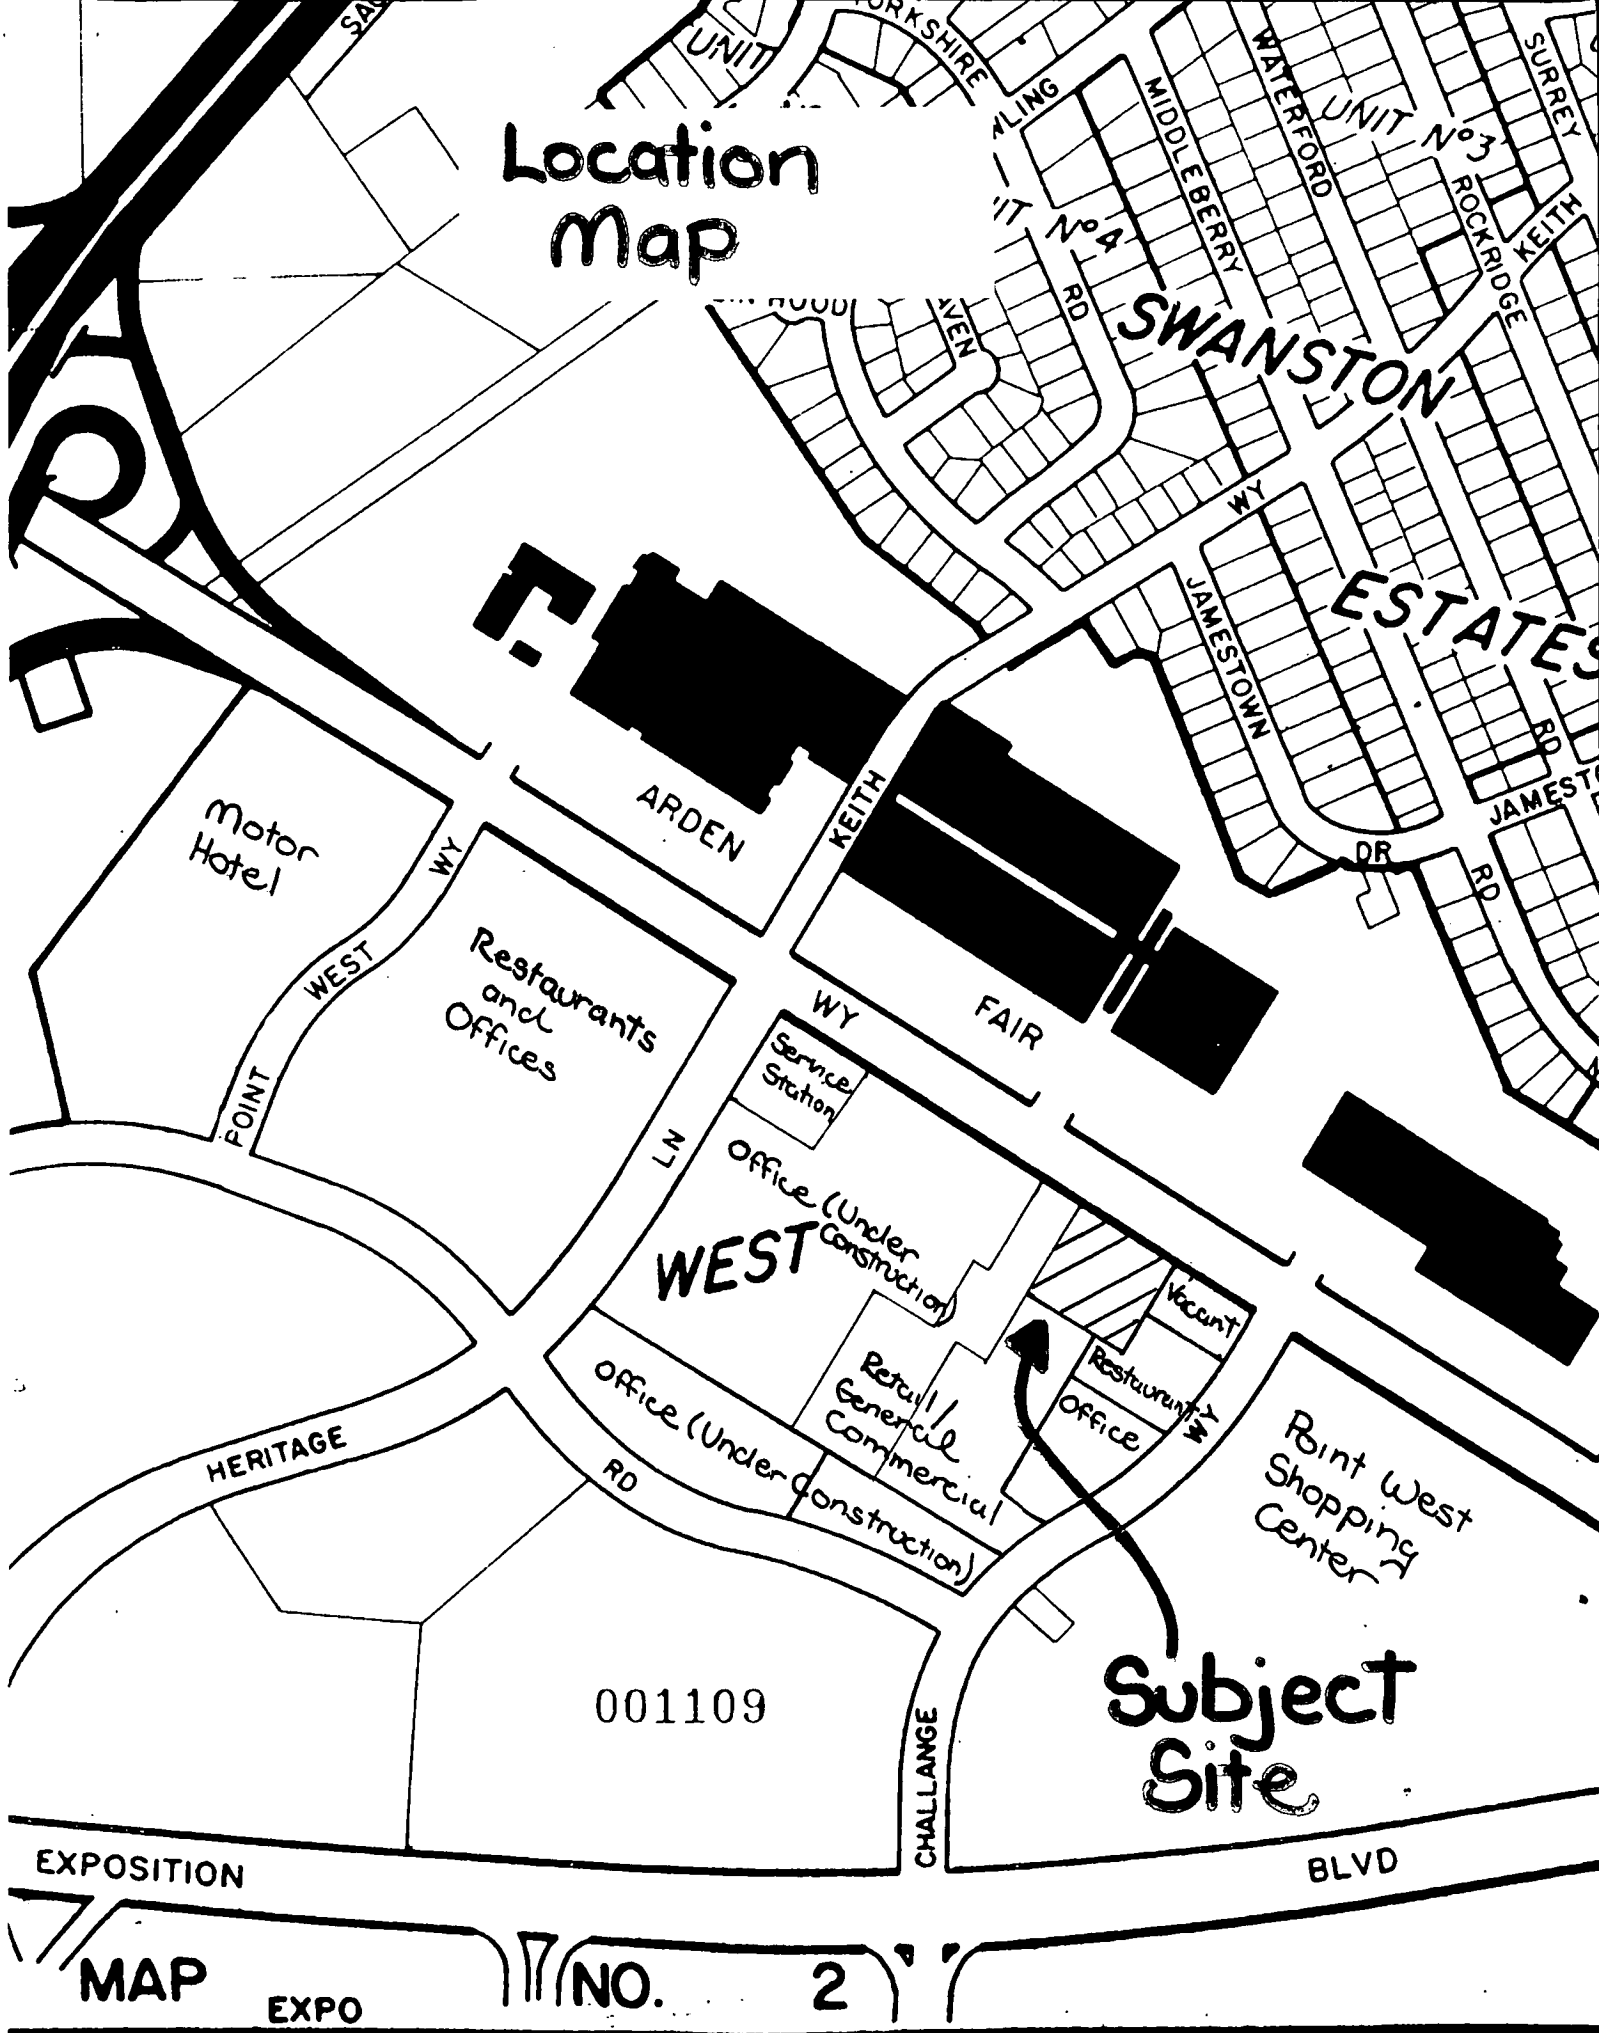 UNIT
YORKSHIRE
Location
Map
MIDDLEBERRY
WATERFORD
UNIT Nº3
SURREY
ROCKRIDGE
KEITH
Nº4
RD
SWANSTON
WY
ESTATES
JAMESTOWN
RD
DR
RD
KEITH
ARDEN
Motor
Hotel
WY
WEST
POINT
Restaurants
and
Offices
WY
FAIR
Service
Station
LN
Office (Under
Construction)
WEST
Vacant
Restaurant
Office
WY
Retail/
General
Commercial
Office (Under Construction)
HERITAGE
RD
Point West
Shopping
Center
001109
Subject
Site
CHALLANGE
EXPOSITION
BLVD
MAP NO. 2
EXPO